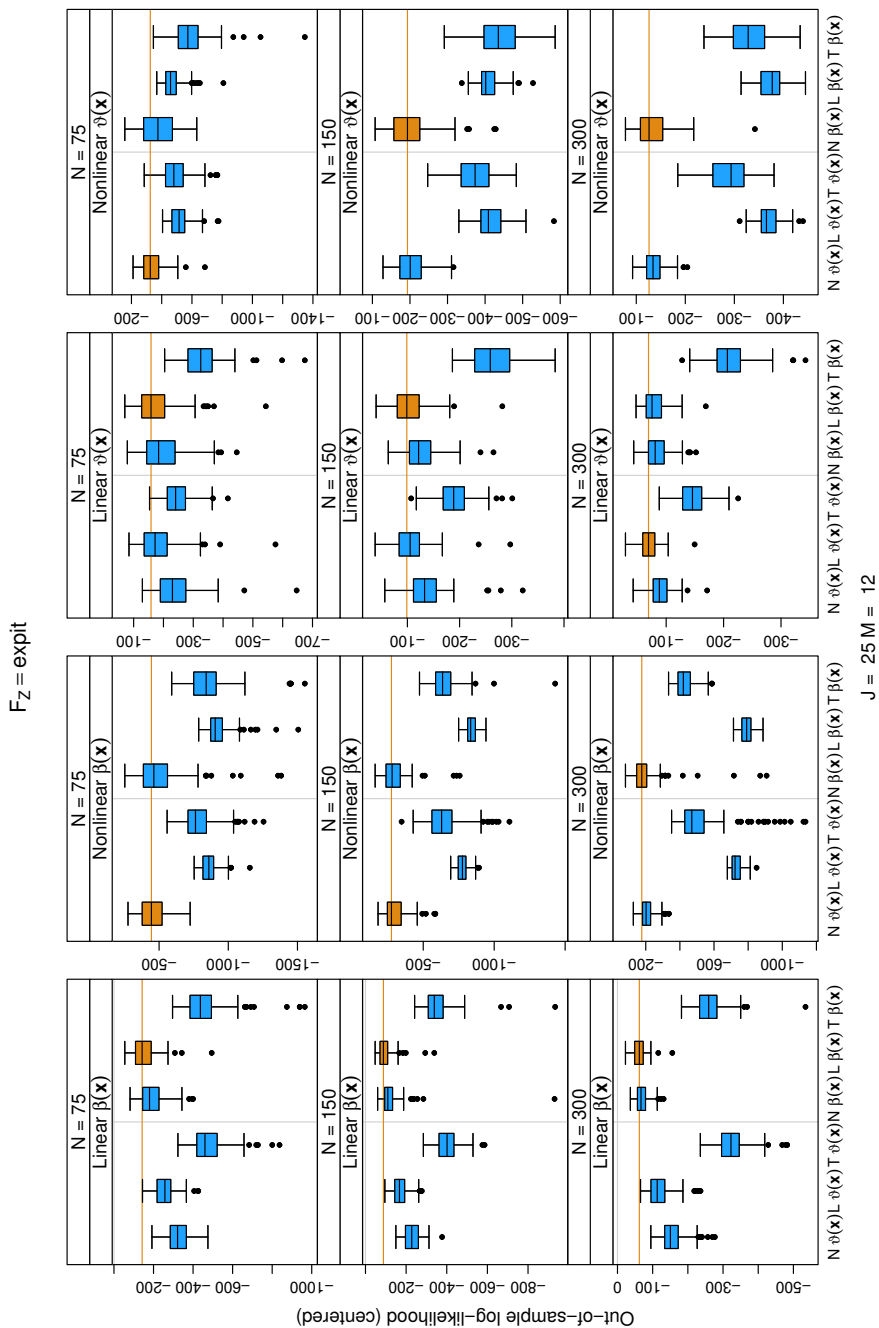 F_Z = expit
Out−of−sample log−likelihood (centered)
N = 75
Linear β(x)
−200
−600
−1000
N = 75
Nonlinear β(x)
−500
−1000
−1500
N = 75
Linear ϑ(x)
−100
−300
−500
−700
N = 75
Nonlinear ϑ(x)
−200
−600
−1000
−1400
N = 150
Linear β(x)
−200
−400
−600
−800
N = 150
Nonlinear β(x)
−500
−1000
N = 150
Linear ϑ(x)
−100
−200
−300
N = 150
Nonlinear ϑ(x)
−100
−200
−300
−400
−500
−600
N = 300
Linear β(x)
0
−100
−300
−500
N = 300
Nonlinear β(x)
−200
−600
−1000
N = 300
Linear ϑ(x)
−100
−200
−300
N = 300
Nonlinear ϑ(x)
−100
−200
−300
−400
N ϑ(x) L ϑ(x) T ϑ(x) N β(x) L β(x) T β(x)
N ϑ(x) L ϑ(x) T ϑ(x) N β(x) L β(x) T β(x)
N ϑ(x) L ϑ(x) T ϑ(x) N β(x) L β(x) T β(x)
N ϑ(x) L ϑ(x) T ϑ(x) N β(x) L β(x) T β(x)
J = 25 M = 12